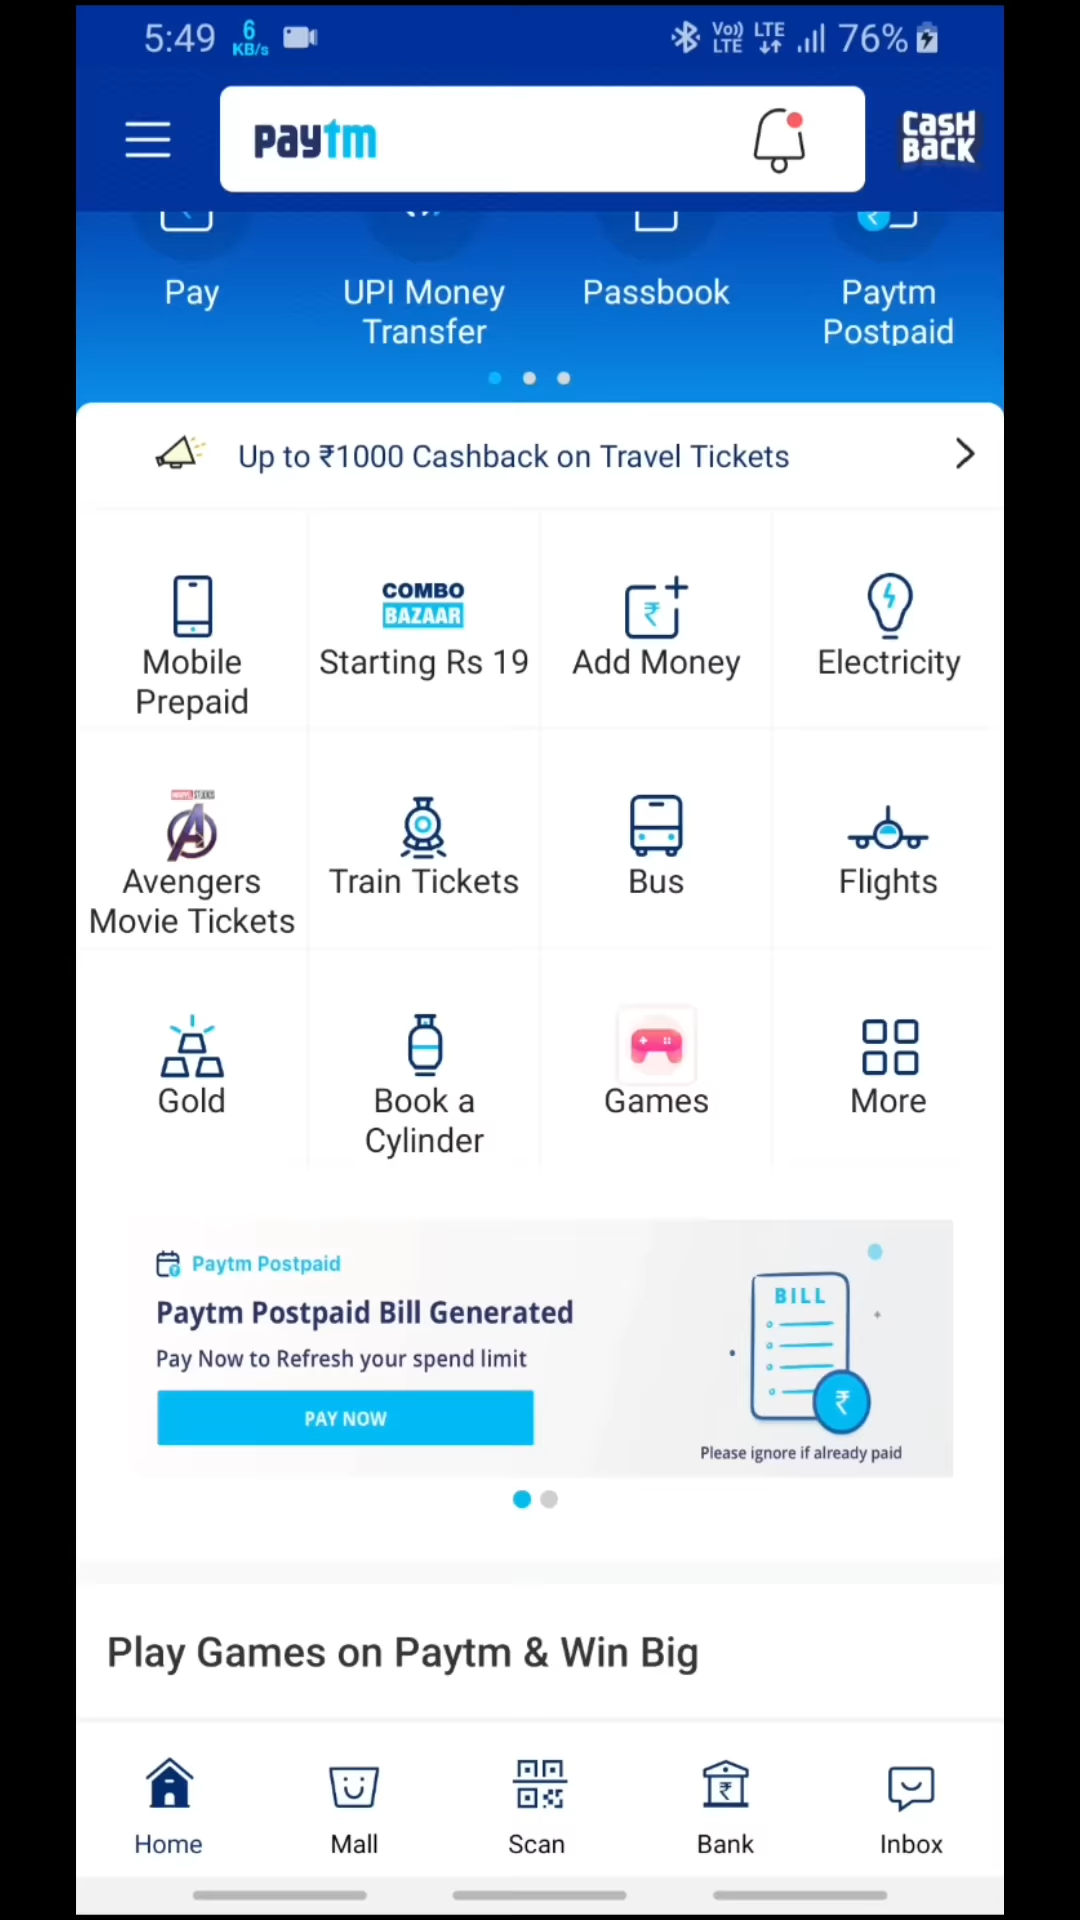 5:49
6
KB/s
Vo))
LTE
LTE
76%
paytm
CASH
BACK
Pay
UPI Money
Transfer
Passbook
Paytm
Postpaid
Up to ₹1000 Cashback on Travel Tickets
Mobile
Prepaid
COMBO
BAZAAR
Starting Rs 19
₹
Add Money
Electricity
MARVEL STUDIOS
Avengers
Movie Tickets
Train Tickets
Bus
Flights
Gold
Book a
Cylinder
Games
More
Paytm Postpaid
Paytm Postpaid Bill Generated
Pay Now to Refresh your spend limit
PAY NOW
BILL
₹
Please ignore if already paid
Play Games on Paytm & Win Big
₹
Home
Mall
Scan
Bank
Inbox